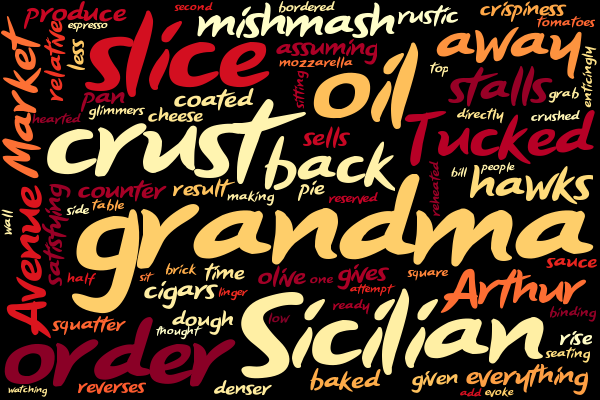 second
bordered
produce
espresso
mishmash
rustic
crispiness
tomatoes
relative
less
slice
assuming
mozzarella
away
enticingly
Avenue Market
pan
hearted
glimmers
coated
cheese
sitting
oil
top
stalls
grab
directly
crushed
crust
back
sells
Tucked
pie
reserved
reheated
bill
people
hawks
wall
Satisfying
side
counter
table
result
making
grandma
half
sit
brick
time
cigars
linger
olive
one
gives
attempt
square
sauce
Arthur
binding
squatter
thought
dough
low
ready
Sicilian
rise
seating
order
watching
reverses
denser
baked
given
everything
add
evoke